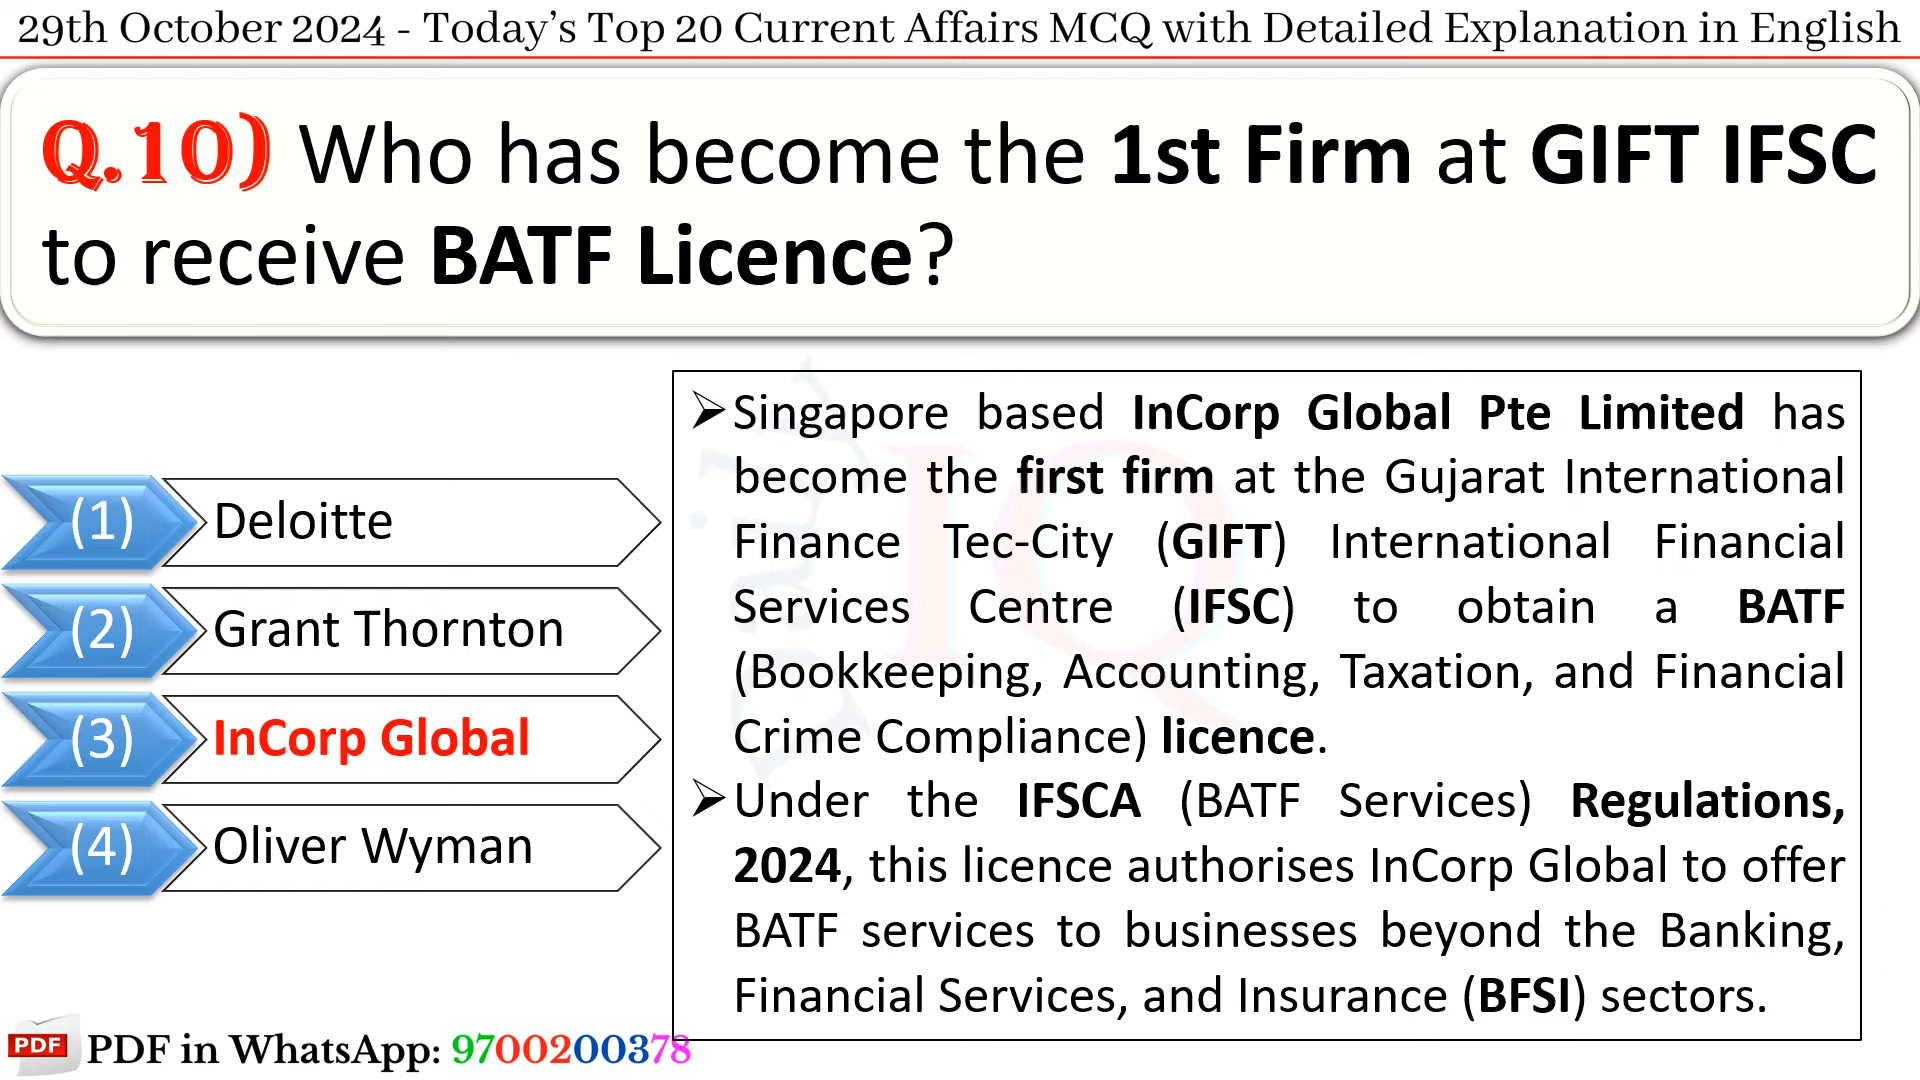 29th October 2024 - Today's Top 20 Current Affairs MCQ with Detailed Explanation in English
Q.10) Who has become the 1st Firm at GIFT IFSC
to receive BATF Licence?
(1) Deloitte
(2) Grant Thornton
(3) InCorp Global
(4) Oliver Wyman
➢Singapore based InCorp Global Pte Limited has
become the first firm at the Gujarat International
Finance Tec-City (GIFT) International Financial
Services Centre (IFSC) to obtain a BATF
(Bookkeeping, Accounting, Taxation, and Financial
Crime Compliance) licence.
➢Under the IFSCA (BATF Services) Regulations,
2024, this licence authorises InCorp Global to offer
BATF services to businesses beyond the Banking,
Financial Services, and Insurance (BFSI) sectors.
Daily
IQ
PDF PDF in WhatsApp: 9700200378